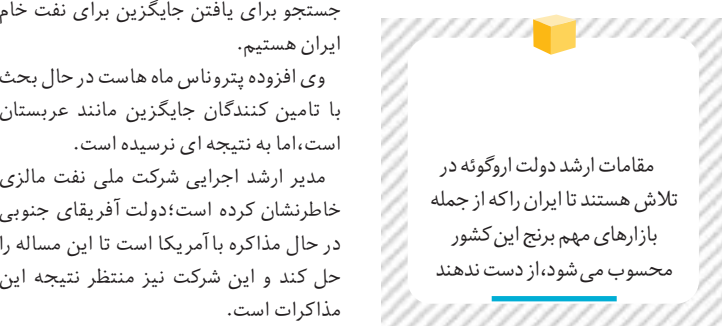 مقامات ارشد دولت اروگوئه در
تلاش هستند تا ایران راکه از جمله
بازارهای مهم برنج این کشور
محسوب می شود،از دست ندهند
جستجو برای یافتن جایگزین برای نفت خام
ایران هستیم.
وی افزوده پتروناس ماه هاست در حال بحث
با تامین کنندگان جایگزین مانند عربستان
است،اما به نتیجه ای نرسیده است.
مدیر ارشد اجرایی شرکت ملی نفت مالزی
خاطرنشان کرده است؛دولت آفریقای جنوبی
در حال مذاکره با آمریکا است تا این مساله را
حل کند و این شرکت نیز منتظر نتیجه این
مذاکرات است.